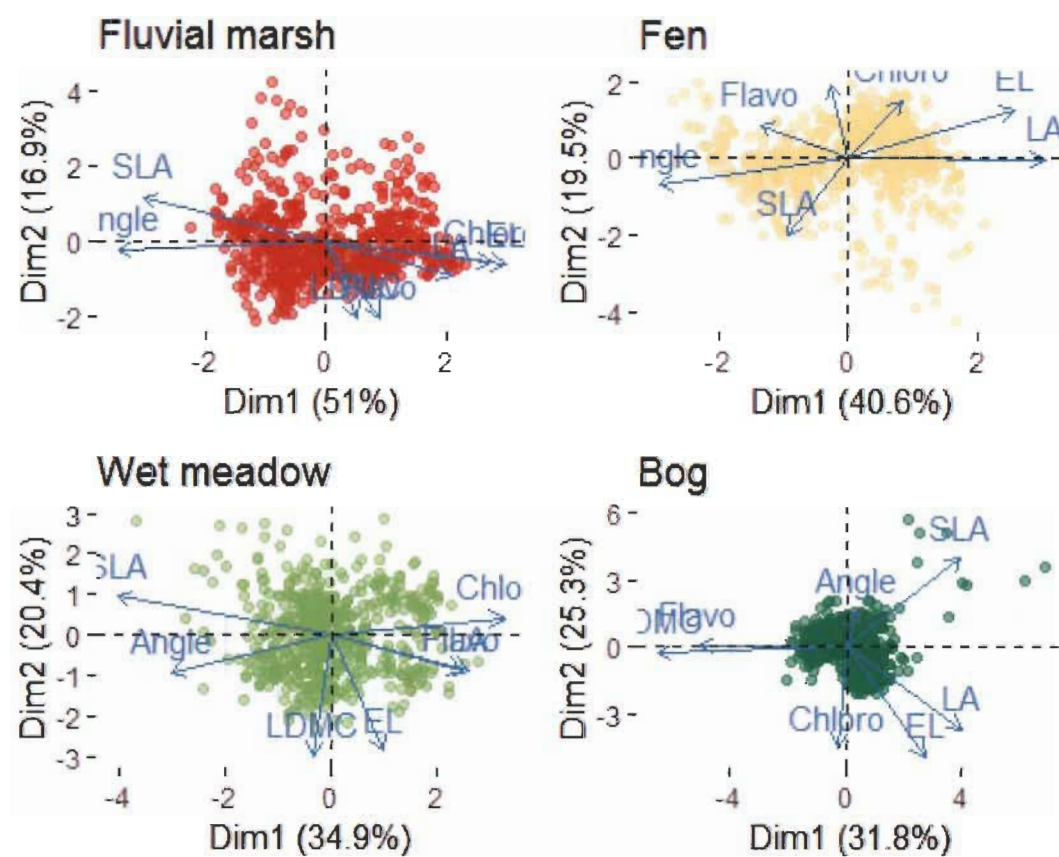 Fluvial marsh
Dim2 (16.9%)
4
2
0
-2
SLA
ngle
EL
LA
-2
0
2
Dim1 (51%)
Fen
Dim2 (19.5%)
2
0
-2
-4
Flavo
Chloro
EL
LA
ngle
SLA
-2
0
2
Dim1 (40.6%)
Wet meadow
Dim2 (20.4%)
3
2
1
0
-1
-2
-3
SLA
Chlo
Angle
LDMC
EL
-4
-2
0
2
Dim1 (34.9%)
Bog
Dim2 (25.3%)
6
3
0
-3
SLA
Angle
Flavo
LA
Chloro
EL
-4
0
4
Dim1 (31.8%)